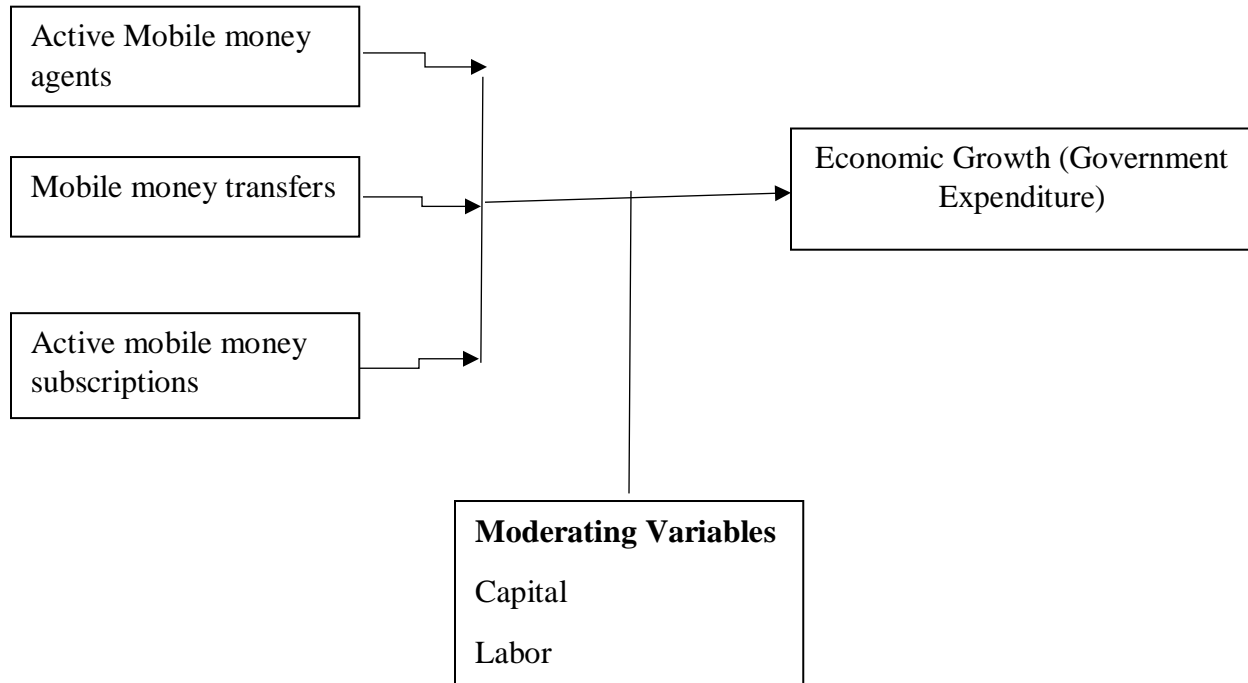 Active Mobile money
agents
Mobile money transfers
Economic Growth (Government
Expenditure)
Active mobile money
subscriptions
Moderating Variables
Capital
Labor